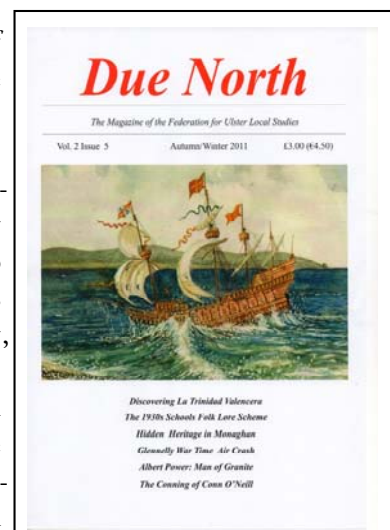 Due North
The Magazine of the Federation for Ulster Local Studies
Vol. 2 Issue 5 Autumn/Winter 2011 £3.00 (€4.50)
Discovering La Trinidad Valencera
The 1930s Schools Folk Lore Scheme
Hidden Heritage in Monaghan
Glennelly War Time Air Crash
Albert Power: Man of Granite
The Conning of Conn O'Neill